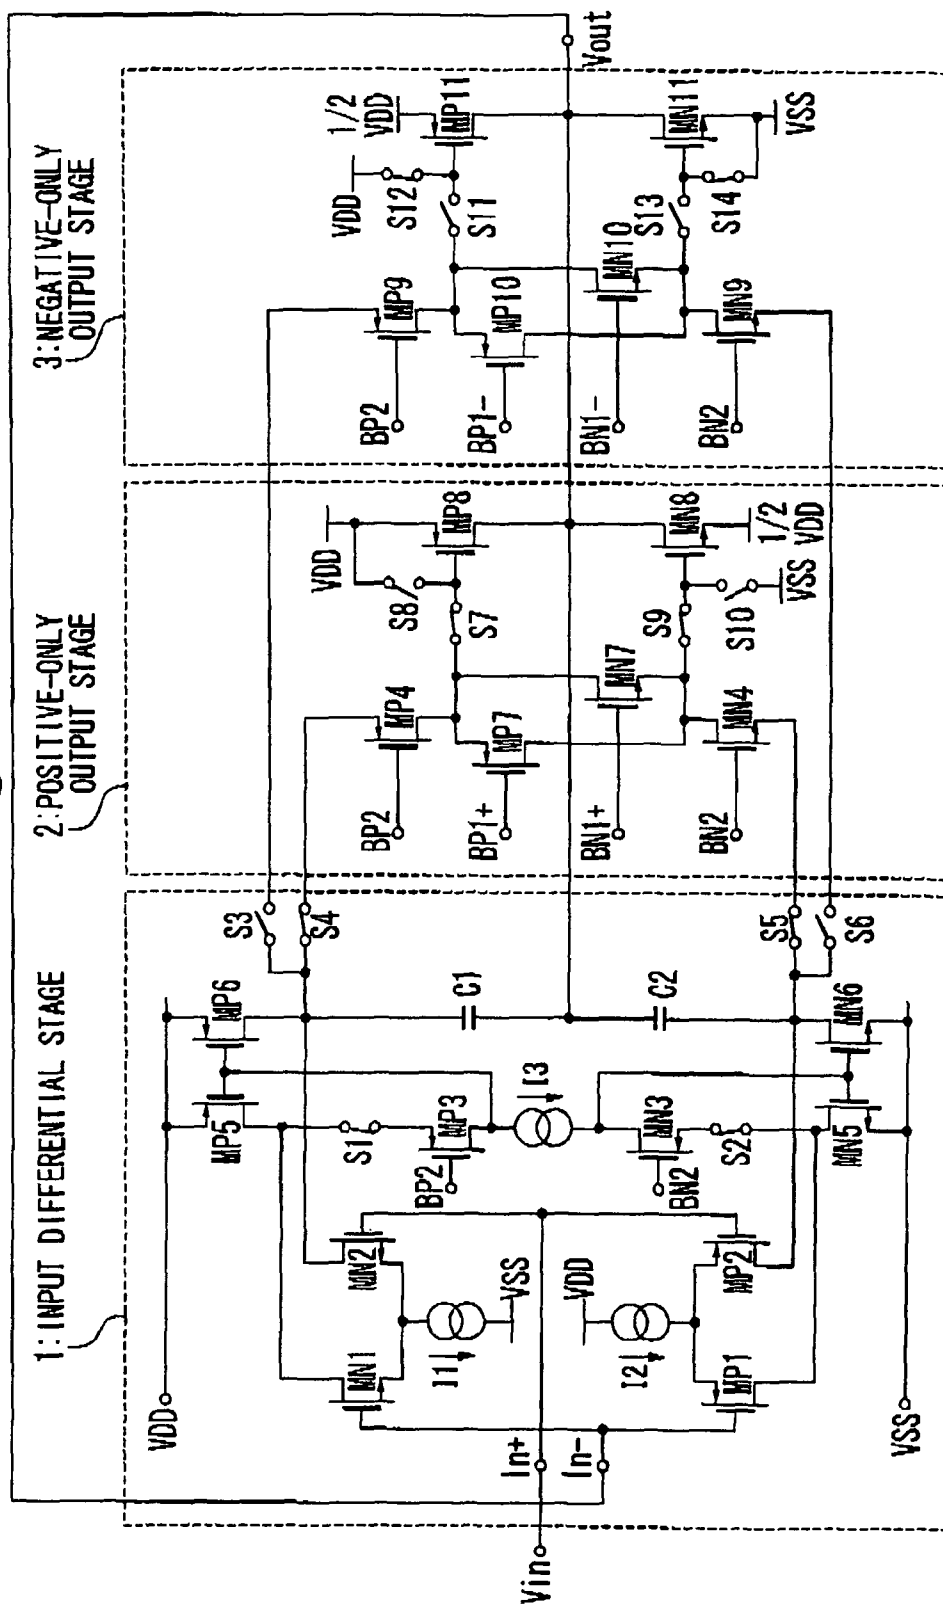 1:INPUT DIFFERENTIAL STAGE
2:POSITIVE-ONLY
OUTPUT STAGE
3:NEGATIVE-ONLY
OUTPUT STAGE
VDD
MP5
MP6
S1
MP3
BP2
MN1
MN2
I1
VSS
I3
C1
S3
S4
Vin
In+
In-
VDD
I2
MP1
MP2
BN2
MN3
S2
MN5
MN6
C2
S5
S6
VSS
BP2
MP4
BP1+
MP7
BN1+
MN7
BN2
MN4
VDD
S8
S7
MP8
S9
S10
VSS
MN8
1/2
VDD
BP2
MP9
BP1-
MP10
BN1-
MN10
BN2
MN9
VDD
S12
S11
1/2
VDD
MP11
S13
S14
MN11
VSS
Vout